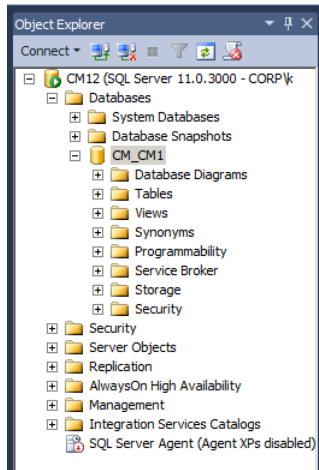 Object Explorer
Connect
CM12 (SQL Server 11.0.3000 - CORP\k
Databases
System Databases
Database Snapshots
CM_CM1
Database Diagrams
Tables
Views
Synonyms
Programmability
Service Broker
Storage
Security
Security
Server Objects
Replication
AlwaysOn High Availability
Management
Integration Services Catalogs
SQL Server Agent (Agent XPs disabled)